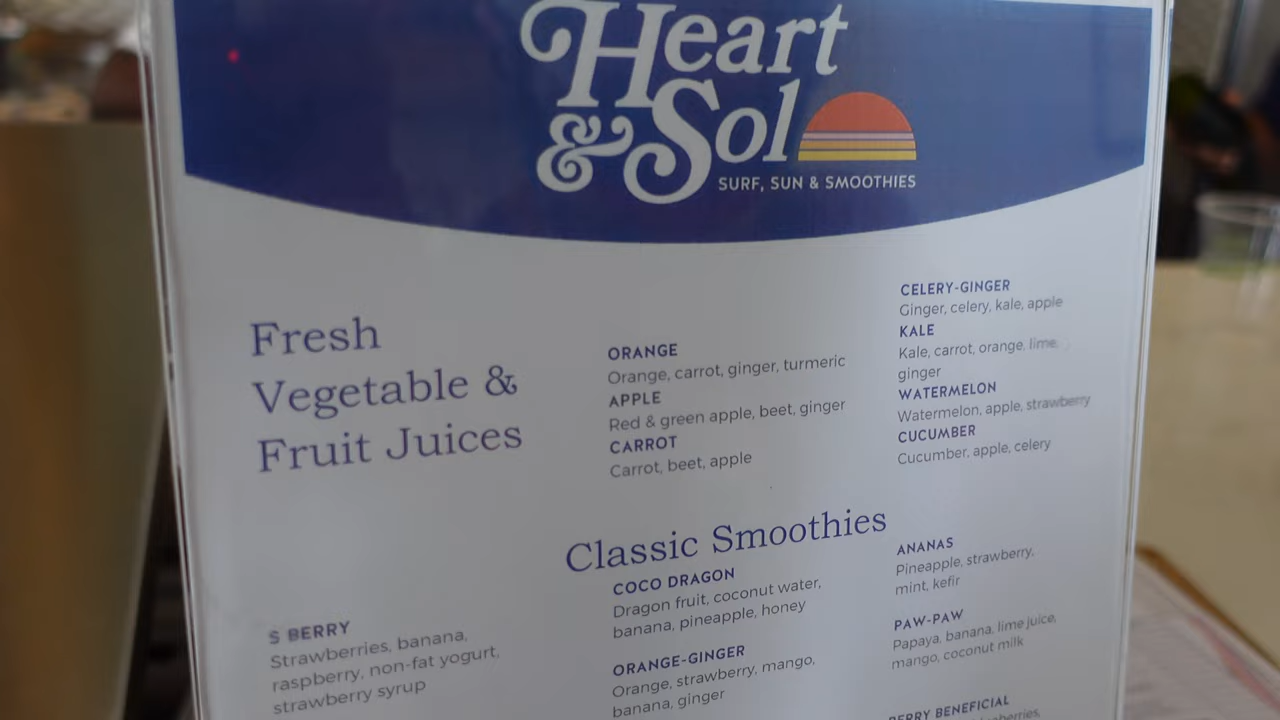 Heart
& Sol
SURF, SUN & SMOOTHIES
Fresh
Vegetable &
Fruit Juices
ORANGE
Orange, carrot, ginger, turmeric
APPLE
Red & green apple, beet, ginger
CARROT
Carrot, beet, apple
CELERY-GINGER
Ginger, celery, kale, apple
KALE
Kale, carrot, orange, lime,
ginger
WATERMELON
Watermelon, apple, strawberry
CUCUMBER
Cucumber, apple, celery
Classic Smoothies
S BERRY
Strawberries, banana,
raspberry, non-fat yogurt,
strawberry syrup
COCO DRAGON
Dragon fruit, coconut water,
banana, pineapple, honey
ORANGE-GINGER
Orange, strawberry, mango,
banana, ginger
ANANAS
Pineapple, strawberry,
mint, kefir
PAW-PAW
Papaya, banana, lime juice,
mango, coconut milk
BERRY BENEFICIAL